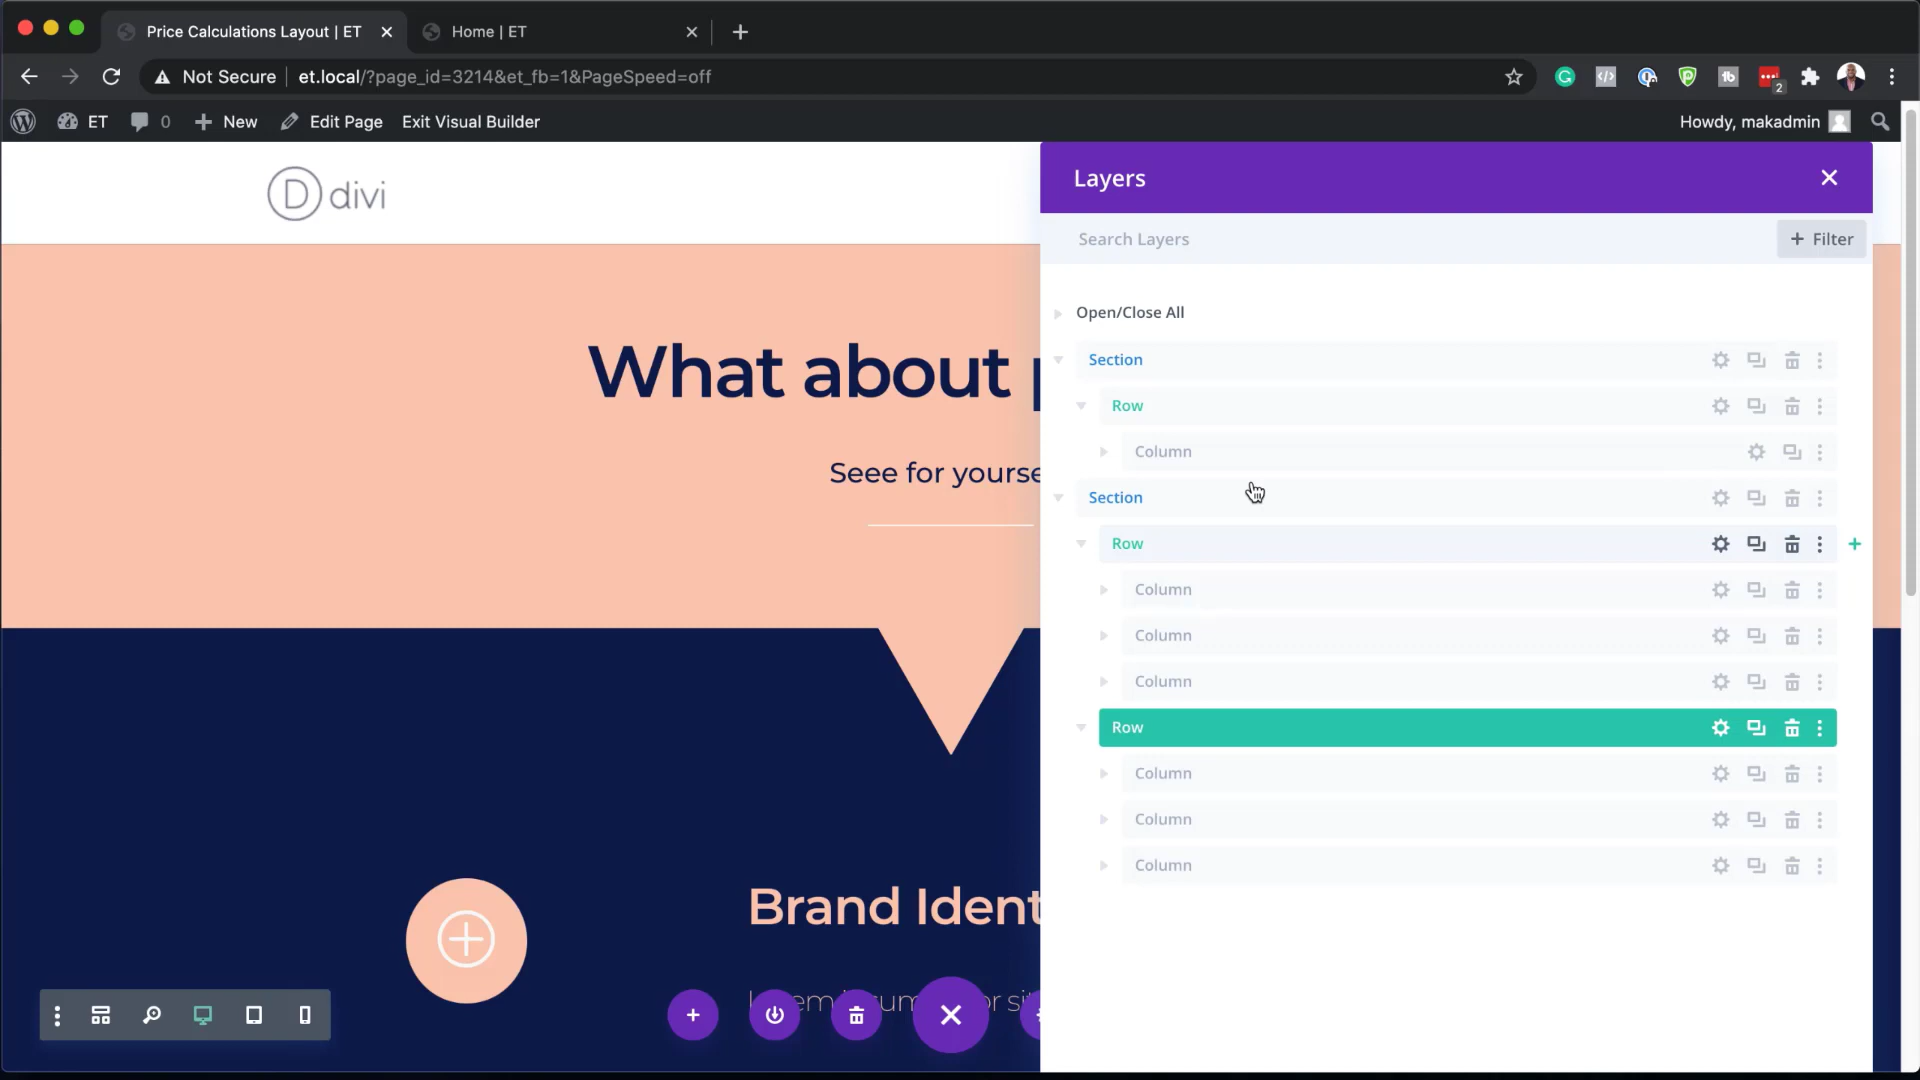 Price Calculations Layout | ET
Home | ET
Not Secure
et.local/?page_id=3214&et_fb=1&PageSpeed=off
2
ET
0
New
Edit Page
Exit Visual Builder
Howdy, makadmin
D divi
What about
Seee for yourse
Brand Ident
Layers
Search Layers
+ Filter
Open/Close All
Section
Row
Column
Section
Row
Column
Column
Column
Row
Column
Column
Column